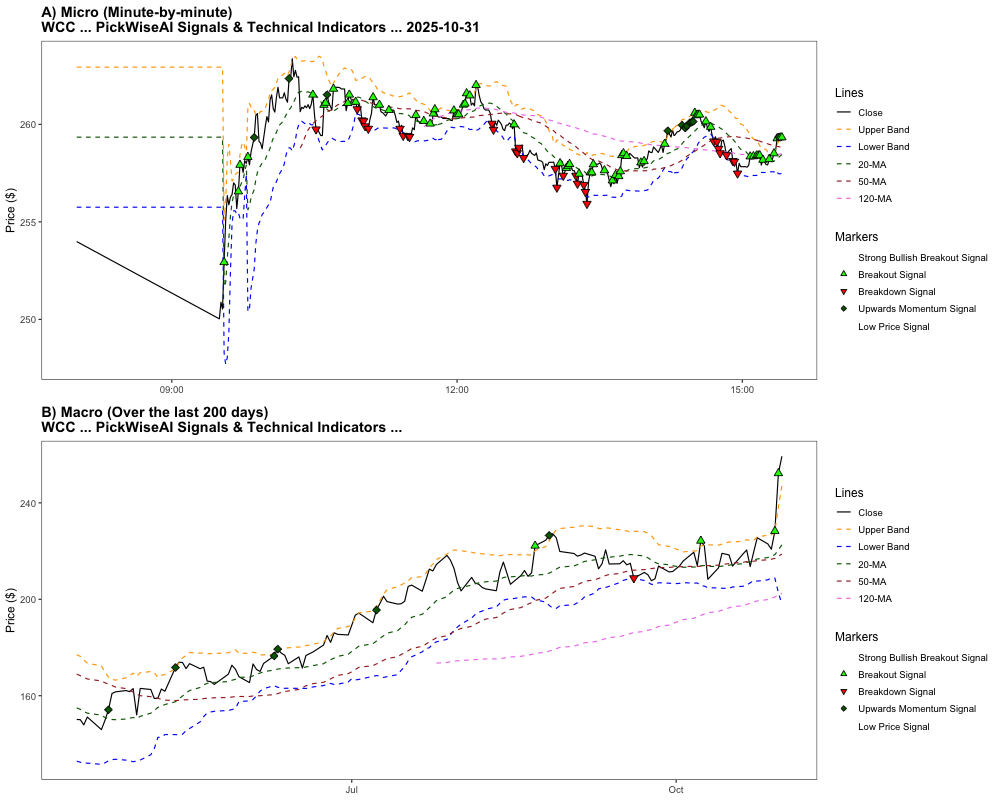 A) Micro (Minute-by-minute)
WCC ... PickWiseAI Signals & Technical Indicators ... 2025-10-31
Price ($)
260
255
250
09:00
12:00
15:00
Lines
Close
Upper Band
Lower Band
20-MA
50-MA
120-MA
Markers
Strong Bullish Breakout Signal
Breakout Signal
Breakdown Signal
Upwards Momentum Signal
Low Price Signal
B) Macro (Over the last 200 days)
WCC ... PickWiseAI Signals & Technical Indicators ...
Price ($)
240
200
160
Jul
Oct
Lines
Close
Upper Band
Lower Band
20-MA
50-MA
120-MA
Markers
Strong Bullish Breakout Signal
Breakout Signal
Breakdown Signal
Upwards Momentum Signal
Low Price Signal